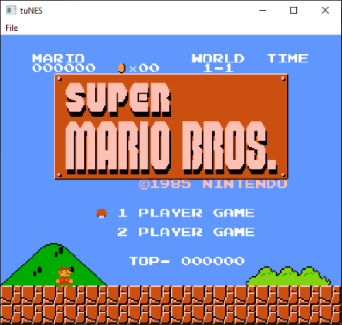 tuNES
File
MARIO WORLD TIME
000000 x00 1-1
SUPER
MARIO BROS.
©1985 NINTENDO
1 PLAYER GAME
2 PLAYER GAME
TOP- 000000